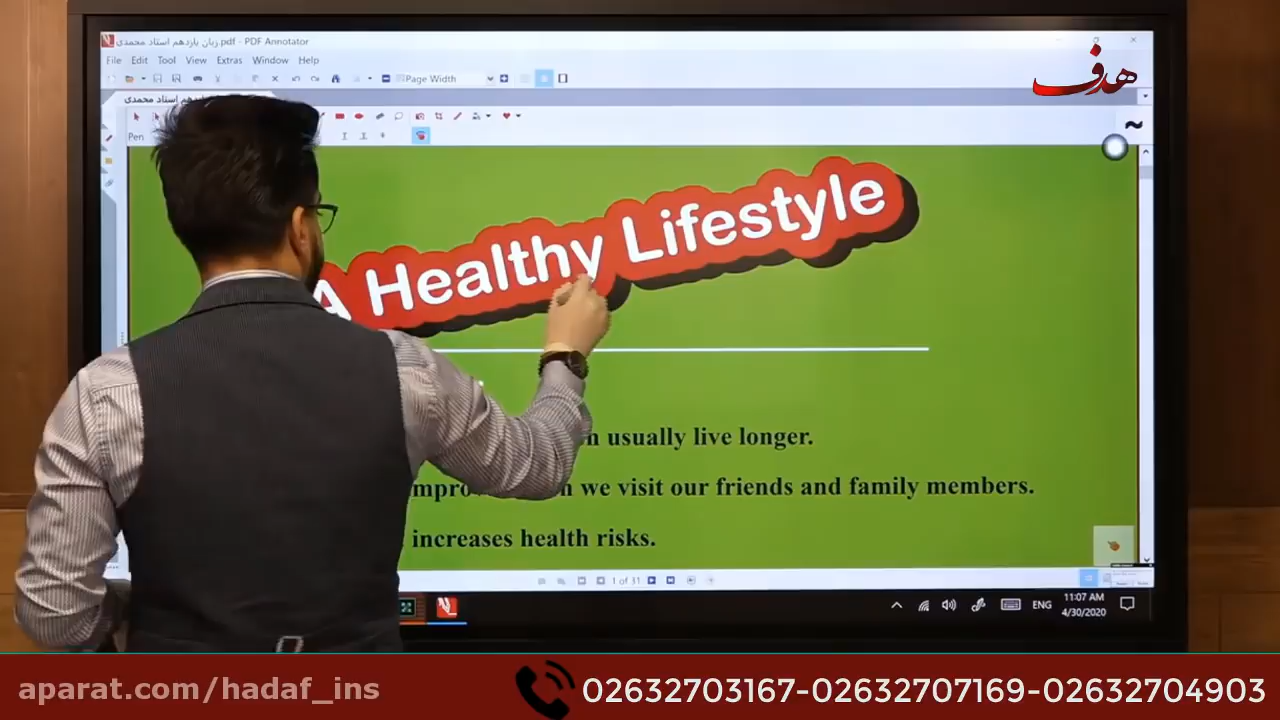 زبان یازدهم استاد محمدی.pdf - PDF Annotator
File Edit Tool View Extras Window Help
Page Width
هدف
Pen
A Healthy Lifestyle
usually live longer.
we visit our friends and family members.
increases health risks.
1 of 31
ENG
11:07 AM
4/30/2020
aparat.com/hadaf_ins
02632703167-02632707169-02632704903